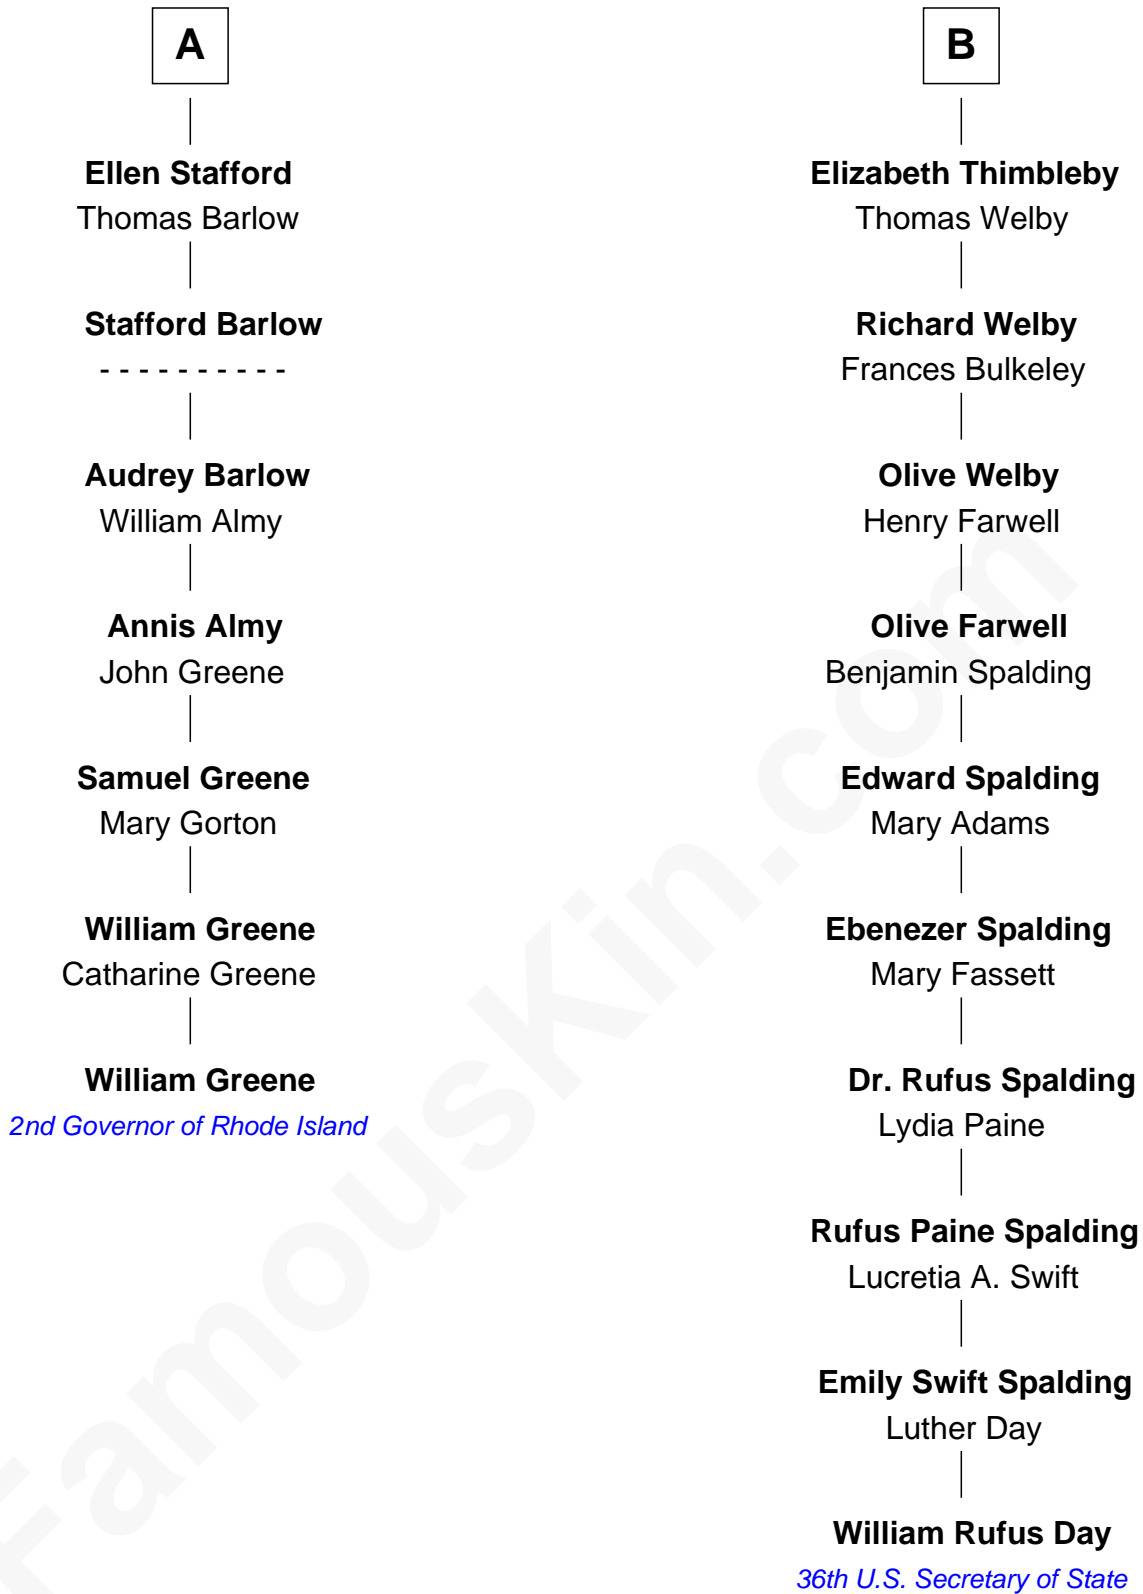 A
Ellen Stafford
Thomas Barlow
Stafford Barlow
- - - - - - - - - -
Audrey Barlow
William Almy
Annis Almy
John Greene
Samuel Greene
Mary Gorton
William Greene
Catharine Greene
William Greene
2nd Governor of Rhode Island
B
Elizabeth Thimbleby
Thomas Welby
Richard Welby
Frances Bulkeley
Olive Welby
Henry Farwell
Olive Farwell
Benjamin Spalding
Edward Spalding
Mary Adams
Ebenezer Spalding
Mary Fassett
Dr. Rufus Spalding
Lydia Paine
Rufus Paine Spalding
Lucretia A. Swift
Emily Swift Spalding
Luther Day
William Rufus Day
36th U.S. Secretary of State
FamousKin.com